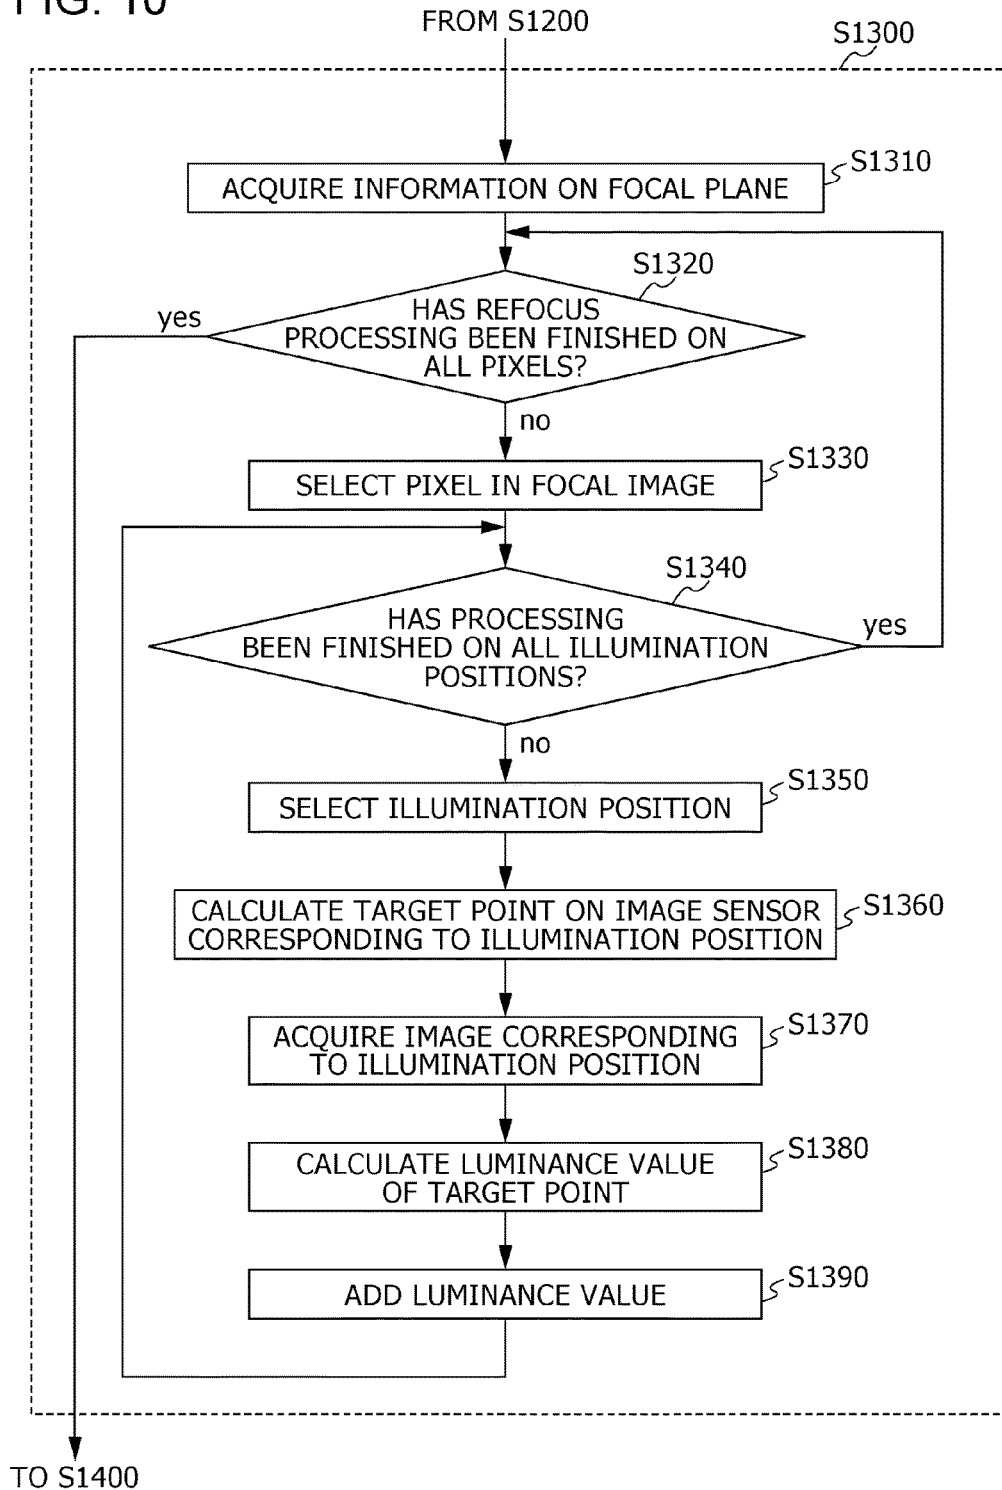 FIG. 10
FROM S1200
S1300
S1310
ACQUIRE INFORMATION ON FOCAL PLANE
S1320
yes
HAS REFOCUS
PROCESSING BEEN FINISHED ON
ALL PIXELS?
no
S1330
SELECT PIXEL IN FOCAL IMAGE
S1340
HAS PROCESSING
BEEN FINISHED ON ALL ILLUMINATION
POSITIONS?
yes
no
S1350
SELECT ILLUMINATION POSITION
S1360
CALCULATE TARGET POINT ON IMAGE SENSOR
CORRESPONDING TO ILLUMINATION POSITION
S1370
ACQUIRE IMAGE CORRESPONDING
TO ILLUMINATION POSITION
S1380
CALCULATE LUMINANCE VALUE
OF TARGET POINT
S1390
ADD LUMINANCE VALUE
TO S1400